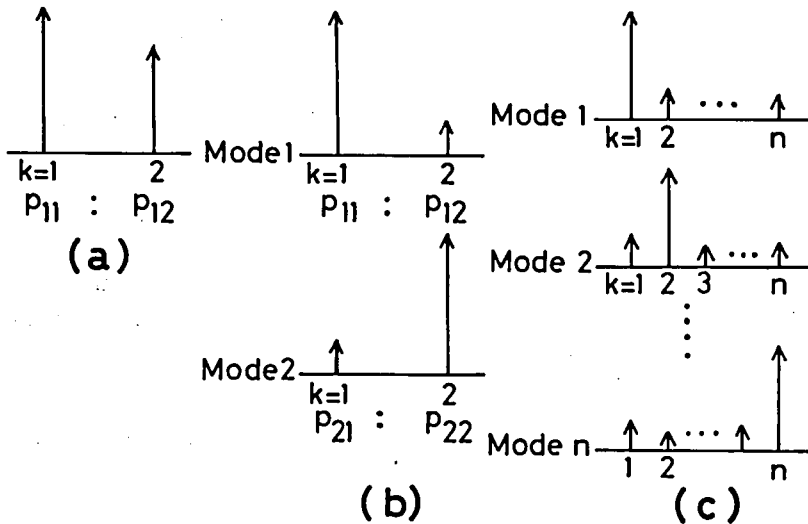 k=1 2
p11 : p12
(a)
Mode1
k=1 2
p11 : p12
Mode2
k=1 2
p21 : p22
(b)
Mode 1
k=1 2 ... n
Mode 2
k=1 2 3 ... n
Mode n
1 2 ... n
(c)